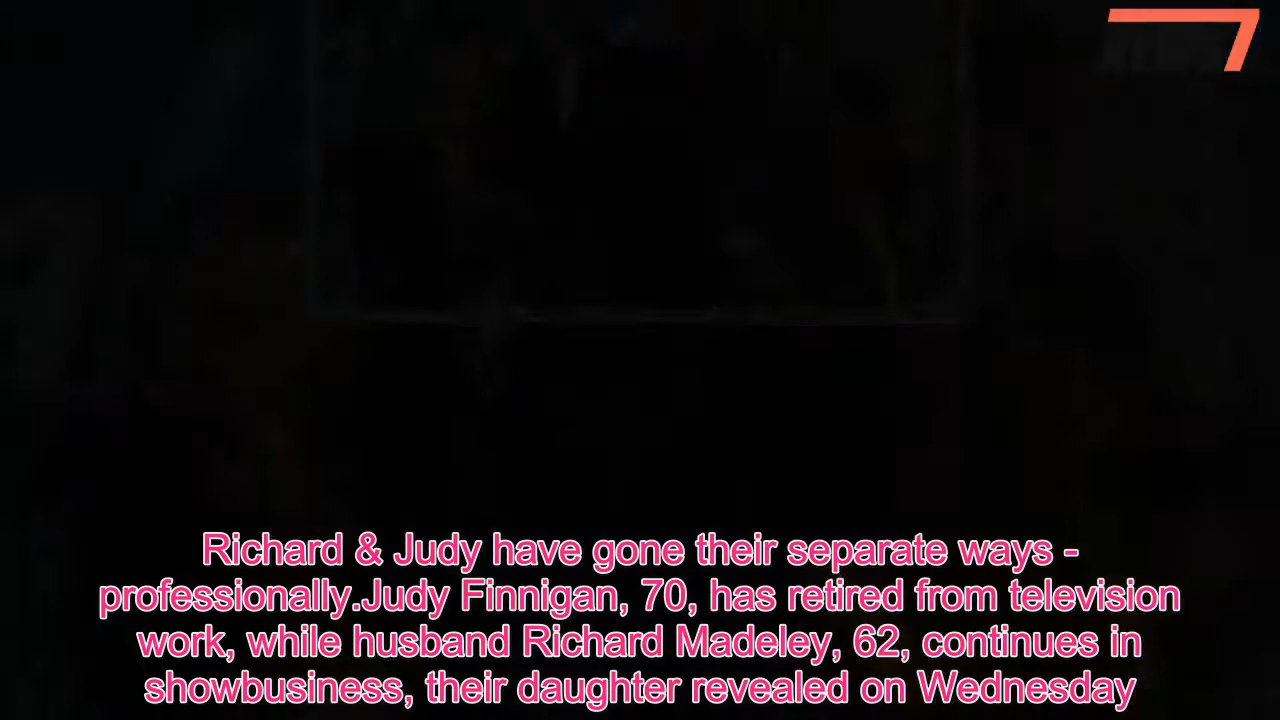 Richard & Judy have gone their separate ways -
professionally.Judy Finnigan, 70, has retired from television
work, while husband Richard Madeley, 62, continues in
showbusiness, their daughter revealed on Wednesday